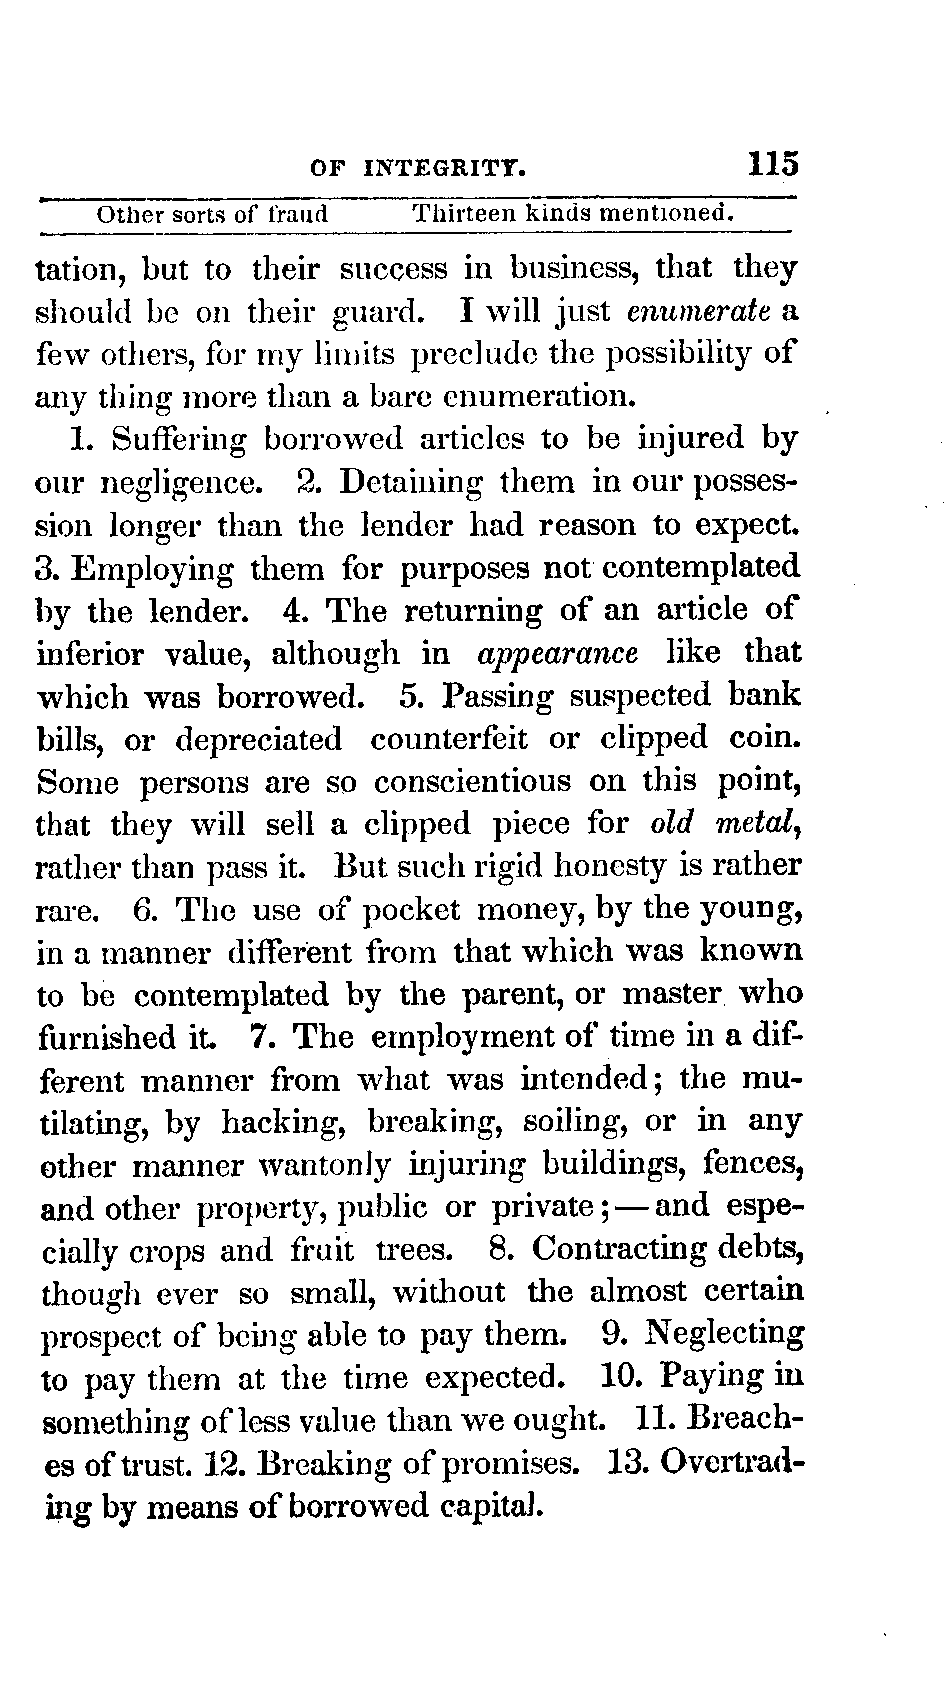 OF INTEGRITY. 115
Other sorts of fraud Thirteen kinds mentioned.
tation, but to their success in business, that they
should be on their guard. I will just enumerate a
few others, for my limits preclude the possibility of
any thing more than a bare enumeration.
1. Suffering borrowed articles to be injured by
our negligence. 2. Detaining them in our posses-
sion longer than the lender had reason to expect.
3. Employing them for purposes not contemplated
by the lender. 4. The returning of an article of
inferior value, although in appearance like that
which was borrowed. 5. Passing suspected bank
bills, or depreciated counterfeit or clipped coin.
Some persons are so conscientious on this point,
that they will sell a clipped piece for old metal,
rather than pass it. But such rigid honesty is rather
rare. 6. The use of pocket money, by the young,
in a manner different from that which was known
to be contemplated by the parent, or master who
furnished it. 7. The employment of time in a dif-
ferent manner from what was intended; the mu-
tilating, by hacking, breaking, soiling, or in any
other manner wantonly injuring buildings, fences,
and other property, public or private;—and espe-
cially crops and fruit trees. 8. Contracting debts,
though ever so small, without the almost certain
prospect of being able to pay them. 9. Neglecting
to pay them at the time expected. 10. Paying in
something of less value than we ought. 11. Breach-
es of trust. 12. Breaking of promises. 13. Overtrad-
ing by means of borrowed capital.